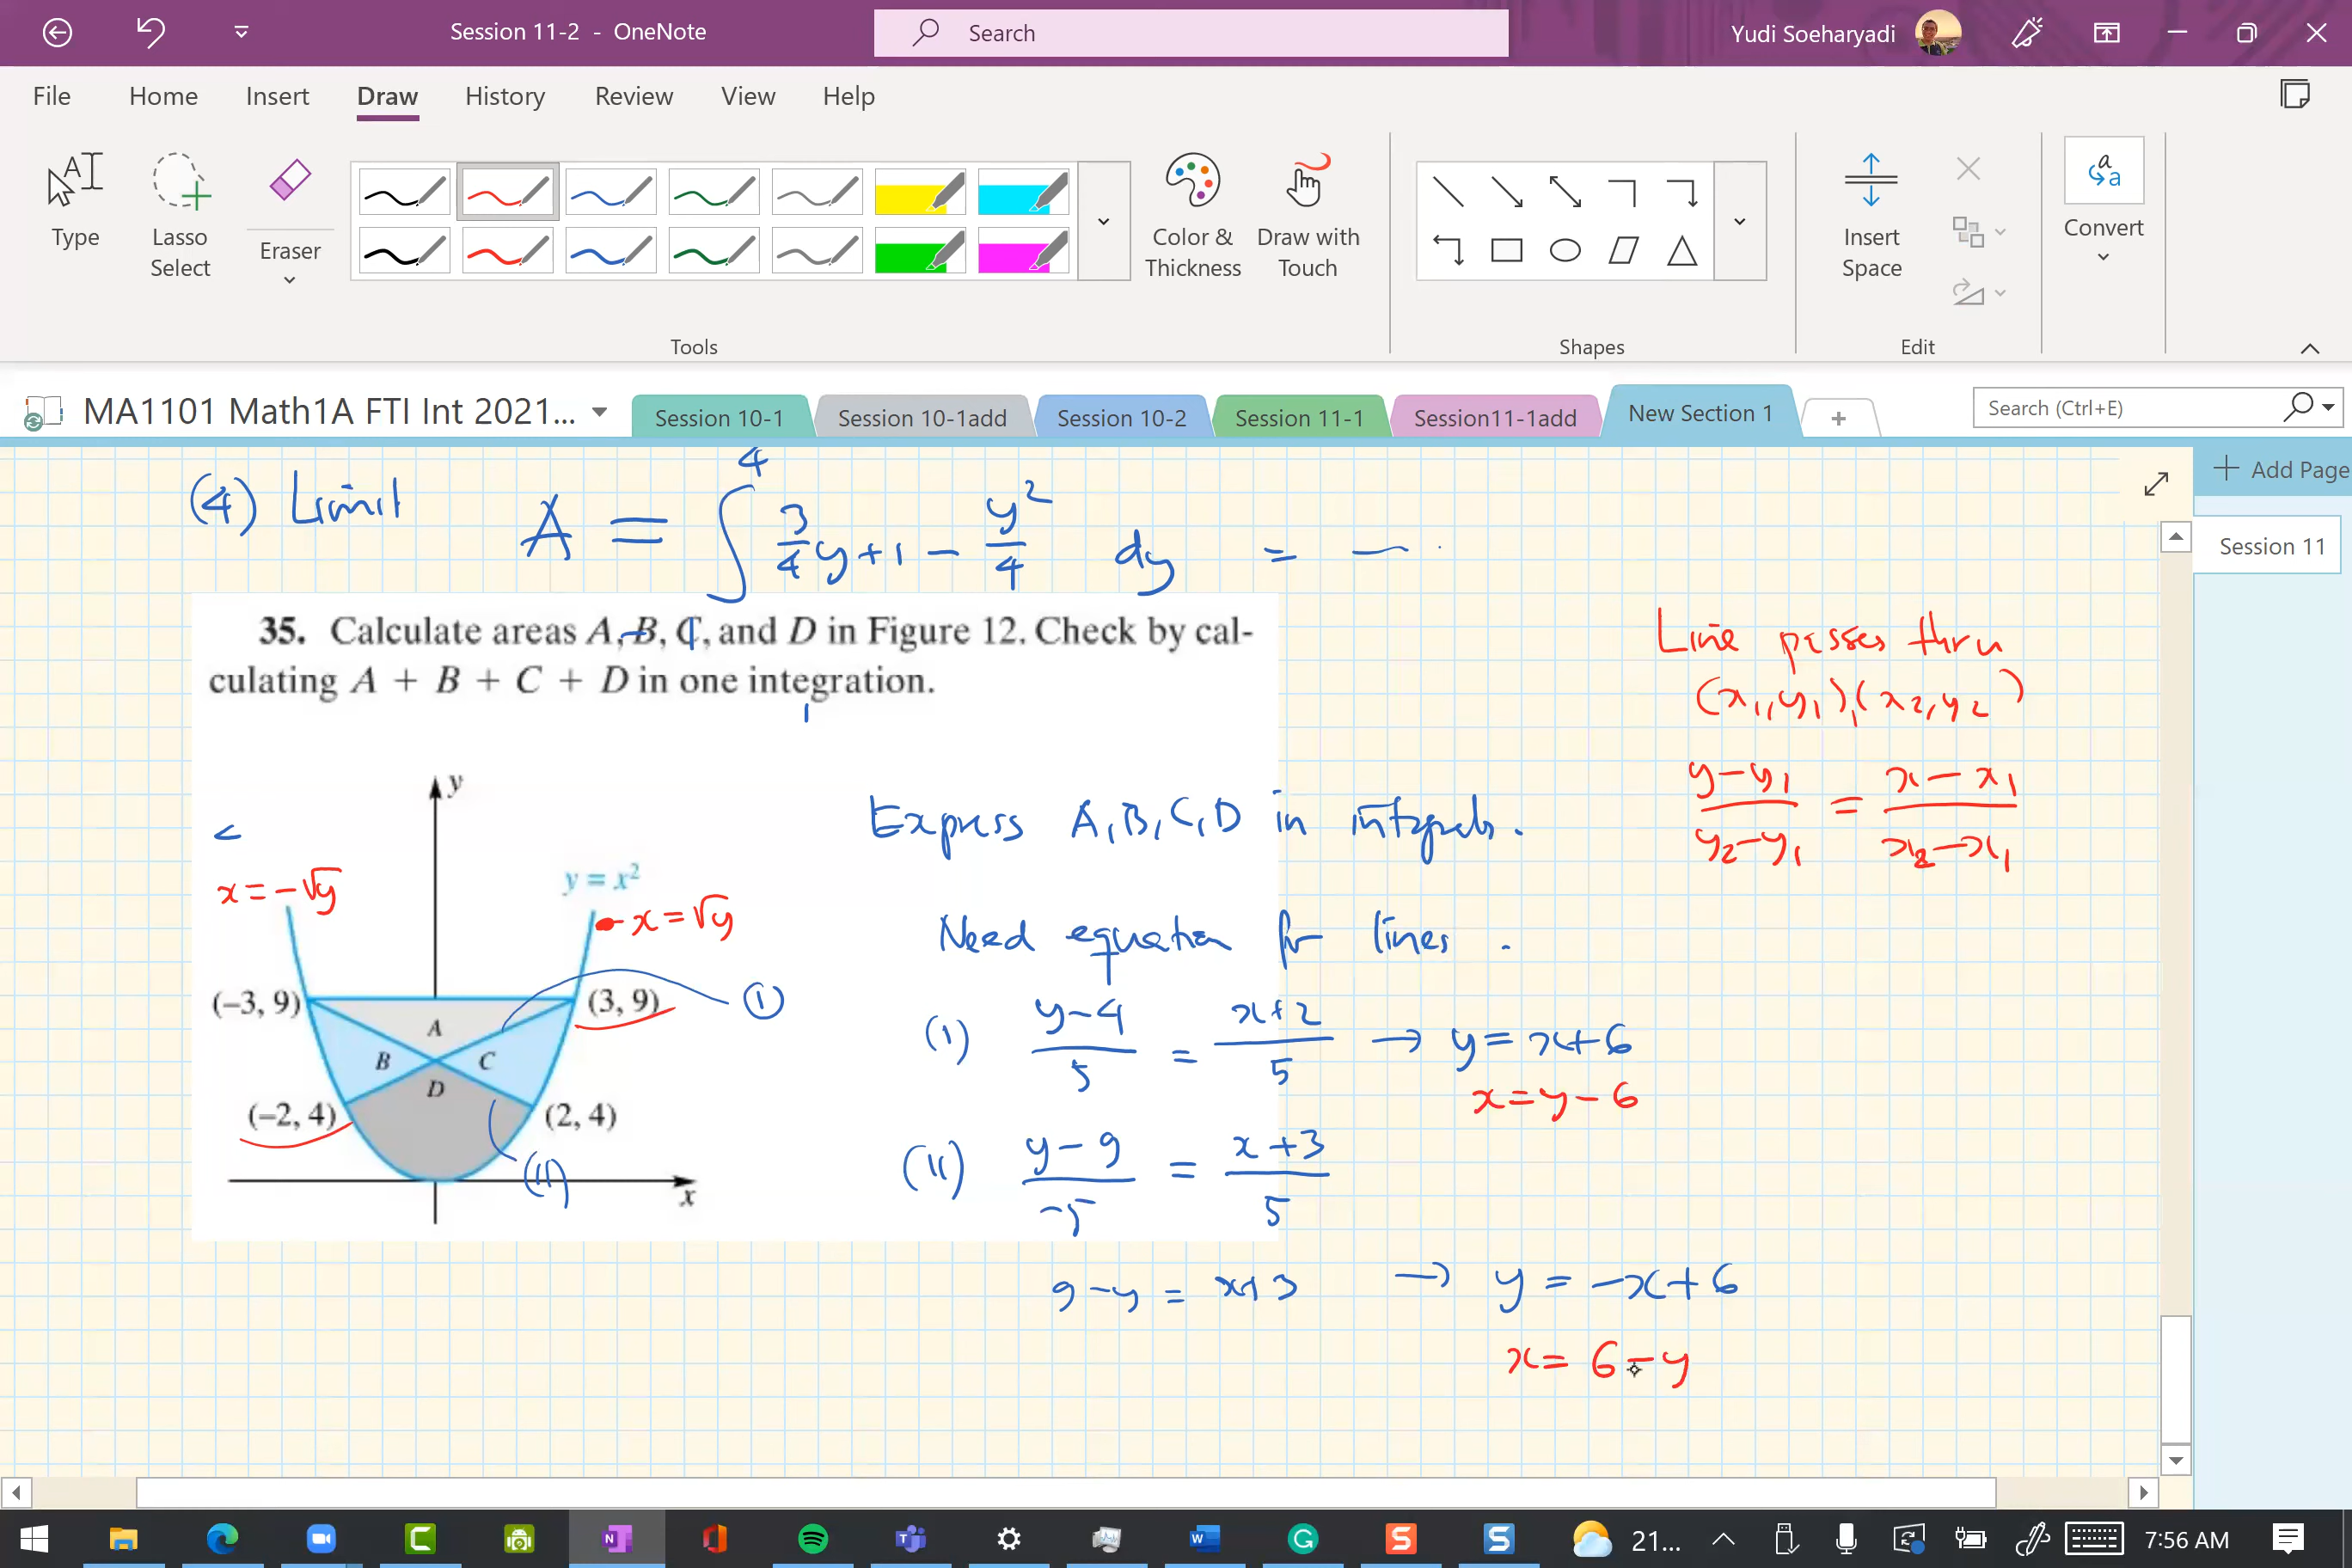 Session 11-2 - OneNote
Search
Yudi Soeharyadi
File Home Insert Draw History Review View Help
Type
Lasso Select
Eraser
Color & Thickness
Draw with Touch
Insert Space
Convert
Tools
Shapes
Edit
MA1101 Math1A FTI Int 2021...
Session 10-1
Session 10-1add
Session 10-2
Session 11-1
Session11-1add
New Section 1
Search (Ctrl+E)
Add Page
Session 11
(4) Limit A = ∫ 4 3/4 y + 1 − y²/4 dy = —
35. Calculate areas A, B, C, and D in Figure 12. Check by cal-
culating A + B + C + D in one integration.
Line passes thru
(x₁, y₁), (x₂, y₂)
(y − y₁)/(y₂ − y₁) = (x − x₁)/(x₂ − x₁)
y
Express A, B, C, D in integrals.
x = −√y
y = x²
x = √y
Need equation for lines.
(−3, 9)
(3, 9)
(I)
A
B
C
D
(−2, 4)
(2, 4)
(II)
x
(I) (y − 4)/5 = (x + 2)/5 → y = x + 6
x = y − 6
(II) (y − 9)/−5 = (x + 3)/5
9 − y = x + 3 → y = −x + 6
x = 6 − y
21...
7:56 AM